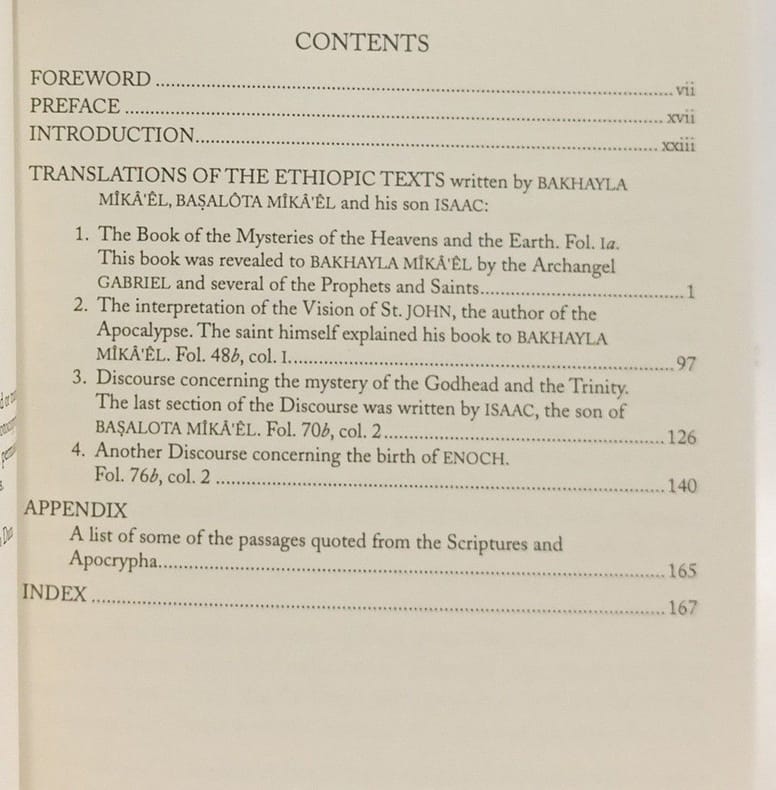 CONTENTS
FOREWORD ........ vii
PREFACE ........ xvii
INTRODUCTION ........ xxiii
TRANSLATIONS OF THE ETHIOPIC TEXTS written by BAKHAYLA
MÎKÂ'ÊL, BAṢALÔTA MÎKÂ'ÊL and his son ISAAC:
1. The Book of the Mysteries of the Heavens and the Earth. Fol. 1a.
This book was revealed to BAKHAYLA MÎKÂ'ÊL by the Archangel
GABRIEL and several of the Prophets and Saints ........ 1
2. The interpretation of the Vision of St. JOHN, the author of the
Apocalypse. The saint himself explained his book to BAKHAYLA
MÎKÂ'ÊL. Fol. 48b, col. I ........ 97
3. Discourse concerning the mystery of the Godhead and the Trinity.
The last section of the Discourse was written by ISAAC, the son of
BAṢALOTA MÎKÂ'ÊL. Fol. 70b, col. 2 ........ 126
4. Another Discourse concerning the birth of ENOCH.
Fol. 76b, col. 2 ........ 140
APPENDIX
A list of some of the passages quoted from the Scriptures and
Apocrypha ........ 165
INDEX ........ 167